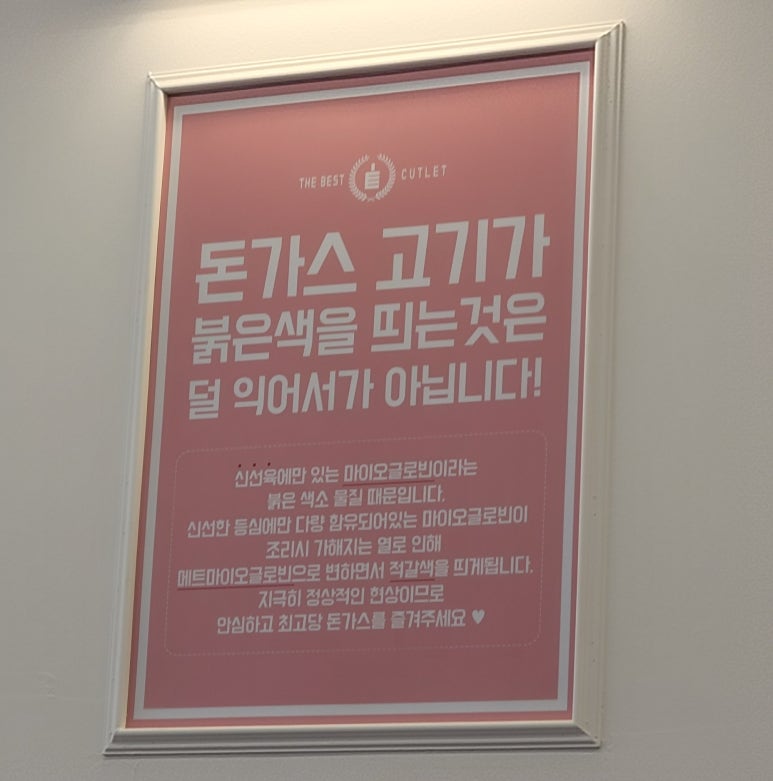 THE BEST CUTLET
돈가스 고기가
붉은색을 띄는것은
덜 익어서가 아닙니다!
신선육에만 있는 마이오글로빈이라는
붉은 색소 물질 때문입니다.
신선한 등심에만 다량 함유되어있는 마이오글로빈이
조리시 가해지는 열로 인해
메트마이오글로빈으로 변하면서 적갈색을 띄게됩니다.
지극히 정상적인 현상이므로
안심하고 최고당 돈가스를 즐겨주세요 ♥